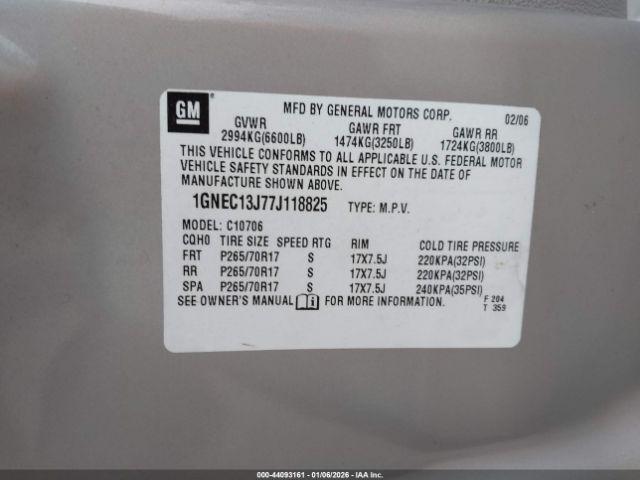 GM
MFD BY GENERAL MOTORS CORP. 02/06
GVWR GAWR FRT GAWR RR
2994KG(6600LB) 1474KG(3250LB) 1724KG(3800LB)
THIS VEHICLE CONFORMS TO ALL APPLICABLE U.S. FEDERAL MOTOR
VEHICLE SAFETY STANDARDS IN EFFECT ON THE DATE OF
MANUFACTURE SHOWN ABOVE.
1GNEC13J77J118825 TYPE: M.P.V.
MODEL: C10706
CQH0 TIRE SIZE SPEED RTG RIM COLD TIRE PRESSURE
FRT P265/70R17 S 17X7.5J 220KPA(32PSI)
RR P265/70R17 S 17X7.5J 220KPA(32PSI)
SPA P265/70R17 S 17X7.5J 240KPA(35PSI)
SEE OWNER'S MANUAL i FOR MORE INFORMATION. F 204
T 359
000-44093161 - 01/06/2026 - IAA Inc.